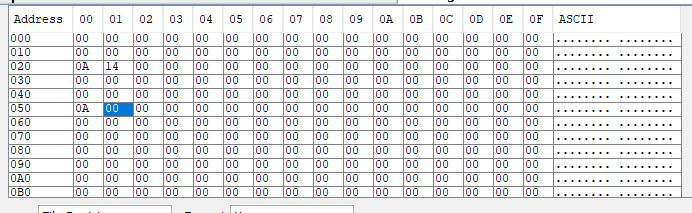 Address 00 01 02 03 04 05 06 07 08 09 0A 0B 0C 0D 0E 0F ASCII
000 00 00 00 00 00 00 00 00 00 00 00 00 00 00 00 00 ........ ........
010 00 00 00 00 00 00 00 00 00 00 00 00 00 00 00 00 ........ ........
020 0A 14 00 00 00 00 00 00 00 00 00 00 00 00 00 00 ........ ........
030 00 00 00 00 00 00 00 00 00 00 00 00 00 00 00 00 ........ ........
040 00 00 00 00 00 00 00 00 00 00 00 00 00 00 00 00 ........ ........
050 0A 00 00 00 00 00 00 00 00 00 00 00 00 00 00 00 ........ ........
060 00 00 00 00 00 00 00 00 00 00 00 00 00 00 00 00 ........ ........
070 00 00 00 00 00 00 00 00 00 00 00 00 00 00 00 00 ........ ........
080 00 00 00 00 00 00 00 00 00 00 00 00 00 00 00 00 ........ ........
090 00 00 00 00 00 00 00 00 00 00 00 00 00 00 00 00 ........ ........
0A0 00 00 00 00 00 00 00 00 00 00 00 00 00 00 00 00 ........ ........
0B0 00 00 00 00 00 00 00 00 00 00 00 00 00 00 00 00 ........ ........